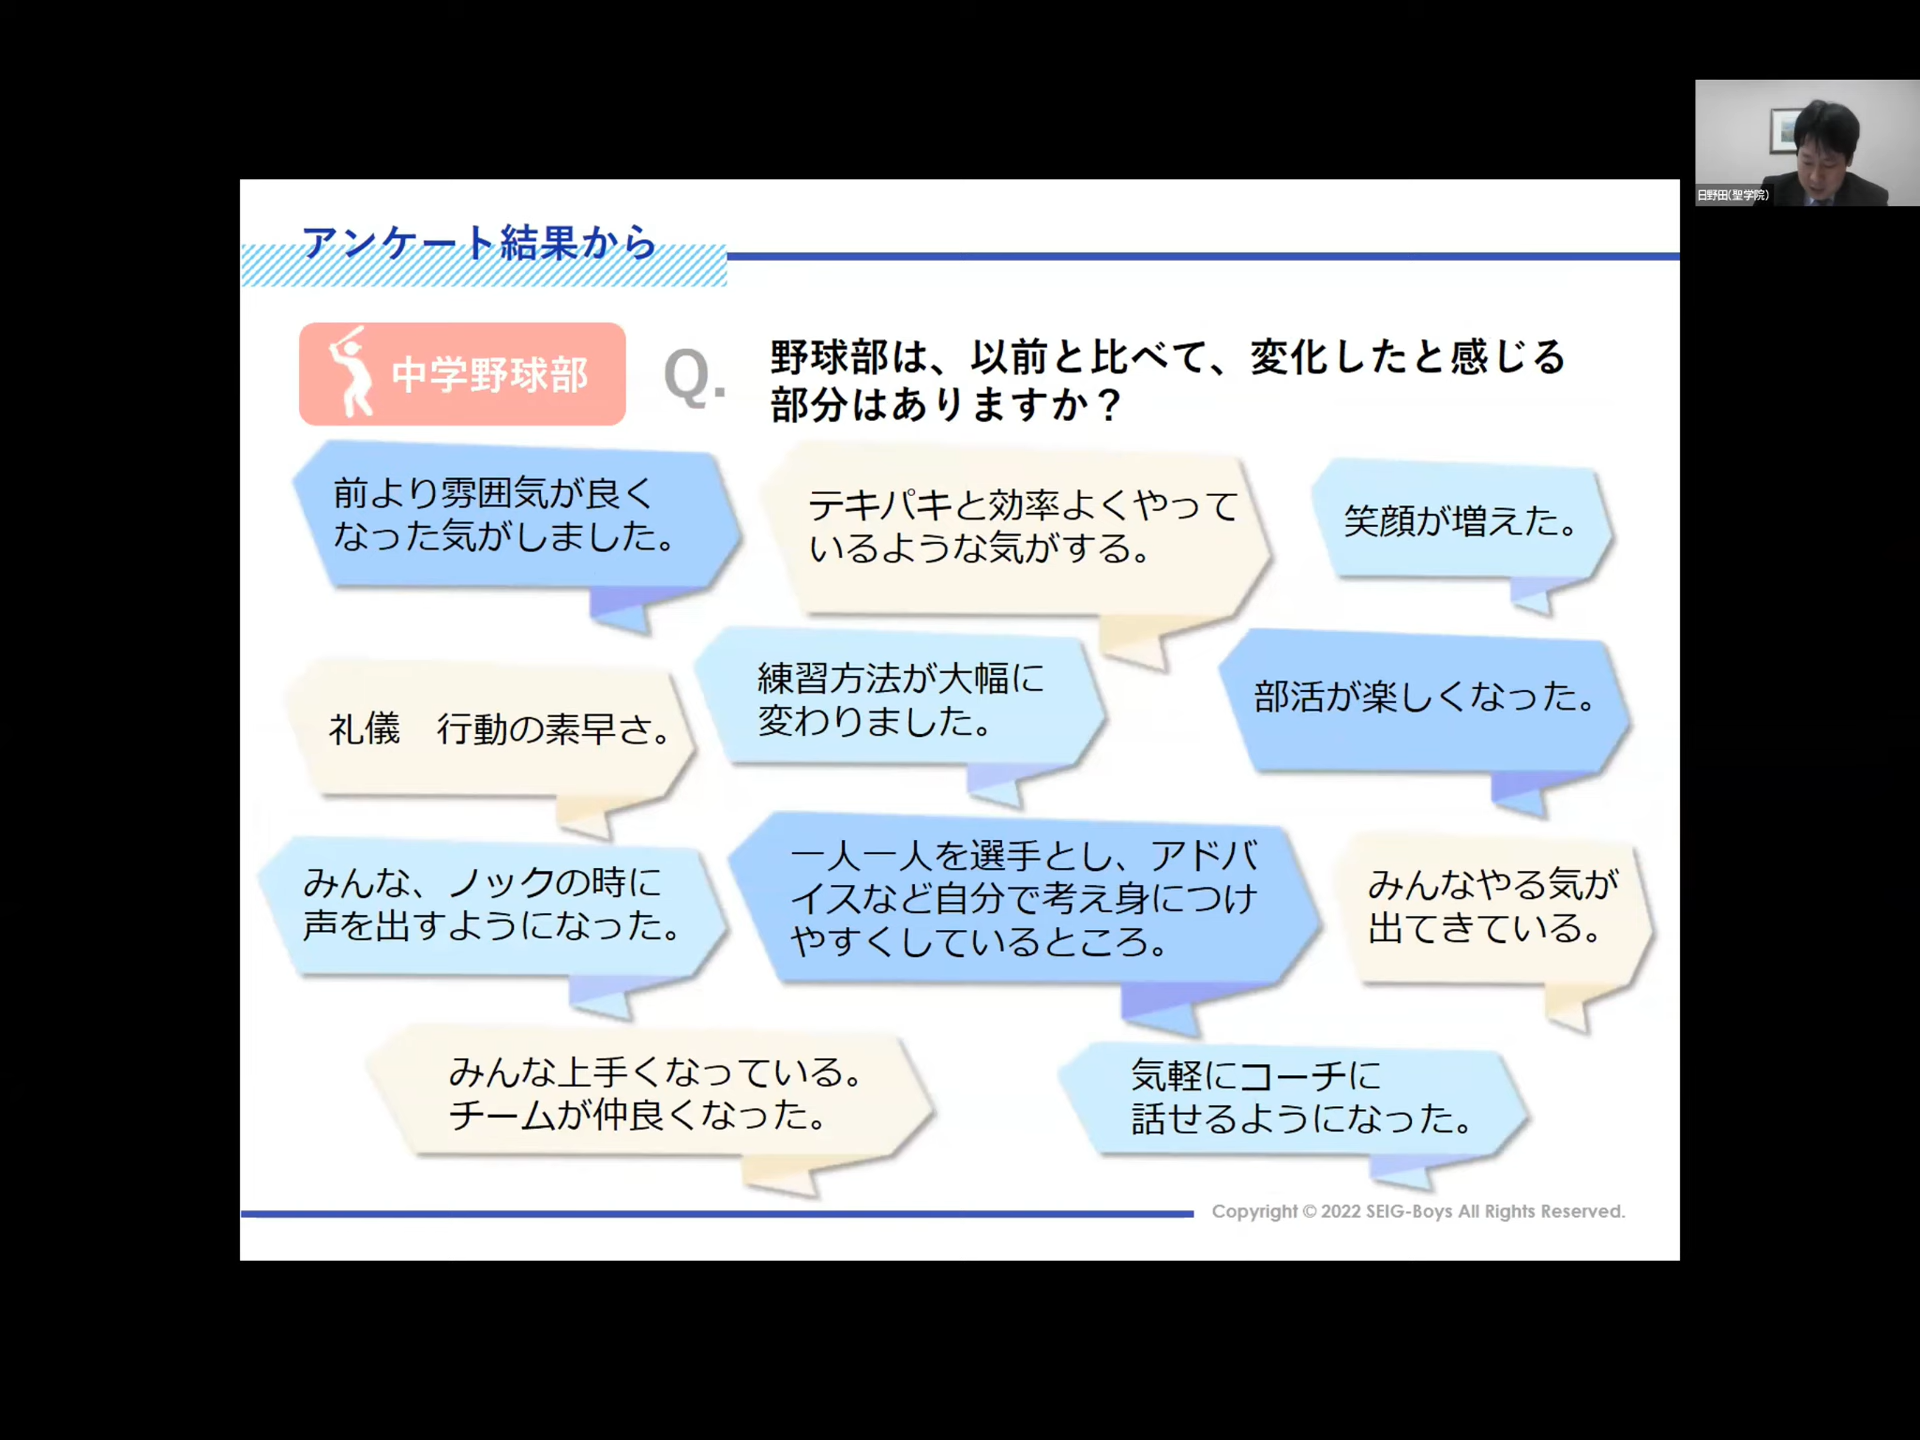 アンケート結果から
中学野球部
Q.
野球部は、以前と比べて、変化したと感じる
部分はありますか？
前より雰囲気が良く
なった気がしました。
テキパキと効率よくやって
いるような気がする。
笑顔が増えた。
礼儀　行動の素早さ。
練習方法が大幅に
変わりました。
部活が楽しくなった。
みんな、ノックの時に
声を出すようになった。
一人一人を選手とし、アドバ
イスなど自分で考え身につけ
やすくしているところ。
みんなやる気が
出てきている。
みんな上手くなっている。
チームが仲良くなった。
気軽にコーチに
話せるようになった。
Copyright © 2022 SEIG-Boys All Rights Reserved.
日野田(聖学院)